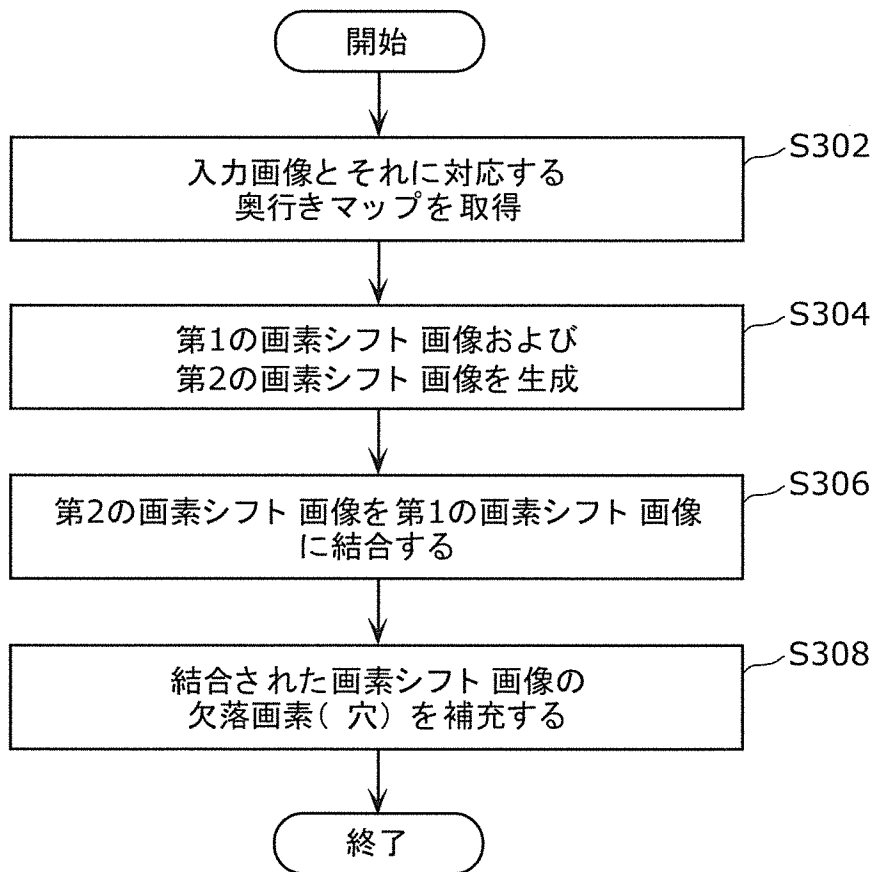 開始
S302
入力画像とそれに対応する
奥行きマップを取得
S304
第1の画素シフト画像および
第2の画素シフト画像を生成
S306
第2の画素シフト画像を第1の画素シフト画像
に結合する
S308
結合された画素シフト画像の
欠落画素(穴)を補充する
終了